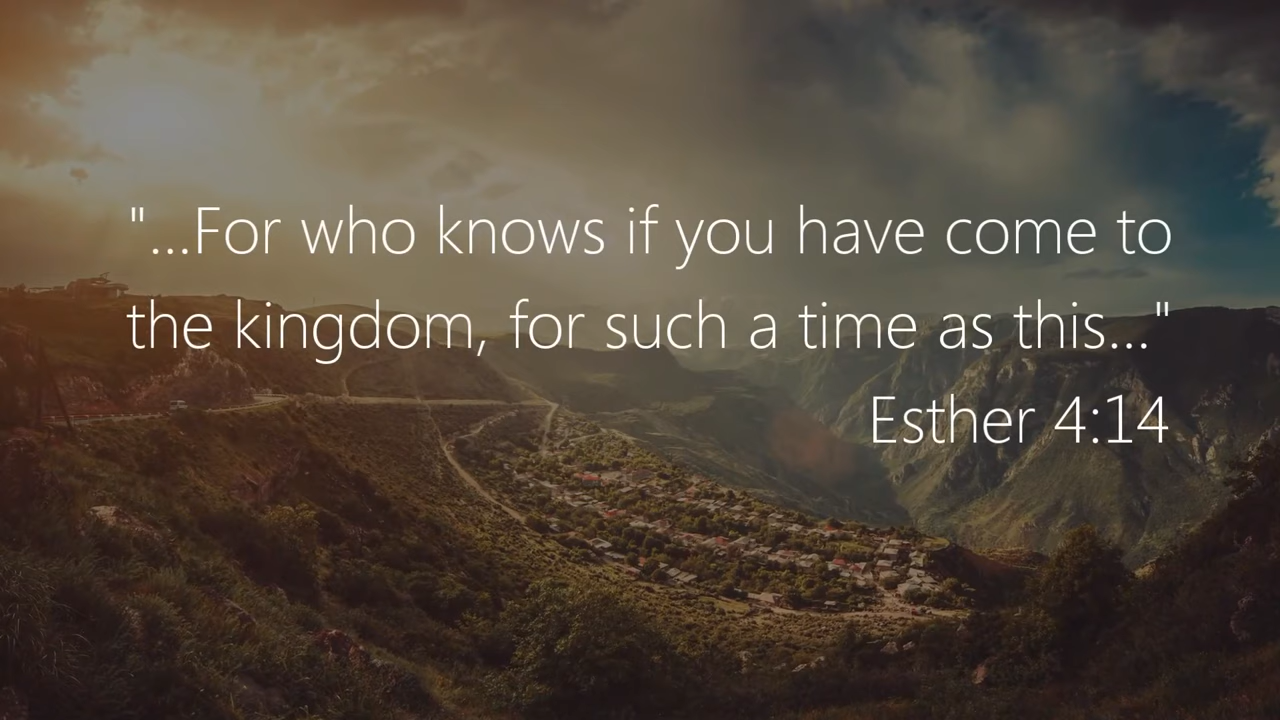 "...For who knows if you have come to
the kingdom, for such a time as this..."
Esther 4:14